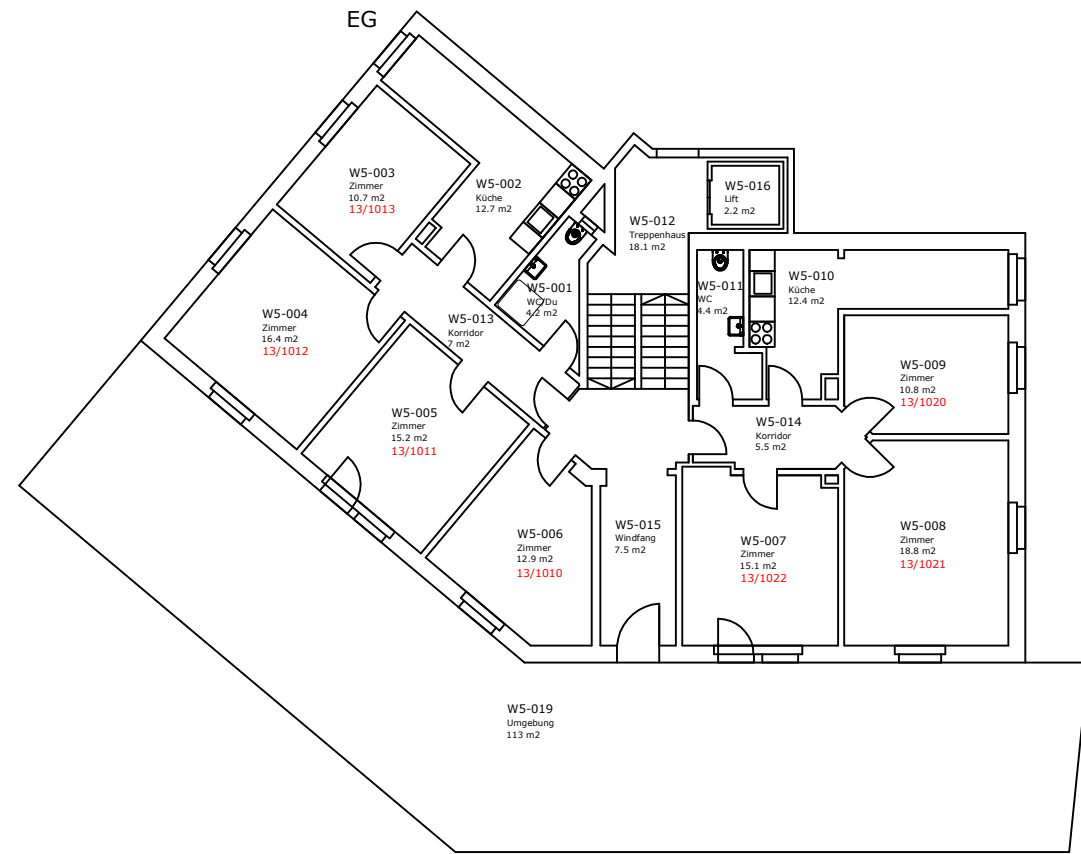 EG
W5-003
Zimmer
10.7 m2
13/1013
W5-002
Küche
12.7 m2
W5-016
Lift
2.2 m2
W5-012
Treppenhaus
18.1 m2
W5-001
WC/Du
4.2 m2
W5-011
WC
4.4 m2
W5-010
Küche
12.4 m2
W5-004
Zimmer
16.4 m2
13/1012
W5-013
Korridor
7 m2
W5-009
Zimmer
10.8 m2
13/1020
W5-005
Zimmer
15.2 m2
13/1011
W5-014
Korridor
5.5 m2
W5-006
Zimmer
12.9 m2
13/1010
W5-015
Windfang
7.5 m2
W5-007
Zimmer
15.1 m2
13/1022
W5-008
Zimmer
18.8 m2
13/1021
W5-019
Umgebung
113 m2